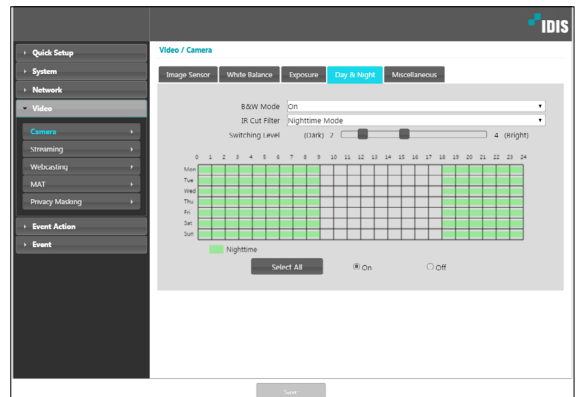 IDIS
Quick Setup
System
Network
Video
Camera
Streaming
Webcasting
MAT
Privacy Masking
Event Action
Event
Video / Camera
Image Sensor White Balance Exposure Day & Night Miscellaneous
B&W Mode On
IR Cut Filter Nighttime Mode
Switching Level (Dark) 2 4 (Bright)
0 1 2 3 4 5 6 7 8 9 10 11 12 13 14 15 16 17 18 19 20 21 22 23 24
Mon
Tue
Wed
Thu
Fri
Sat
Sun
Nighttime
Select All On Off
Save